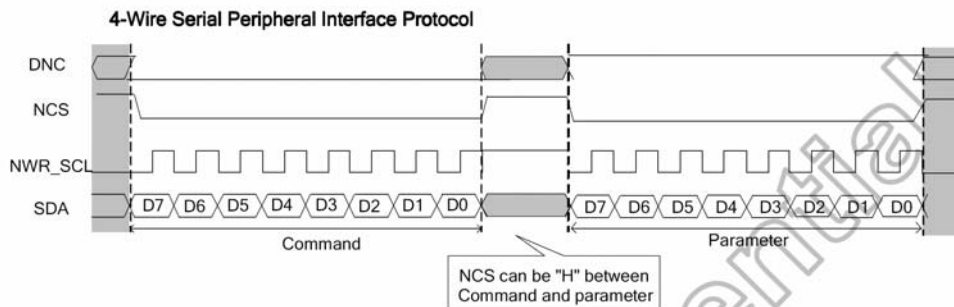 4-Wire Serial Peripheral Interface Protocol
DNC
NCS
NWR_SCL
SDA
D7 D6 D5 D4 D3 D2 D1 D0 D7 D6 D5 D4 D3 D2 D1 D0
Command Parameter
NCS can be "H" between
Command and parameter